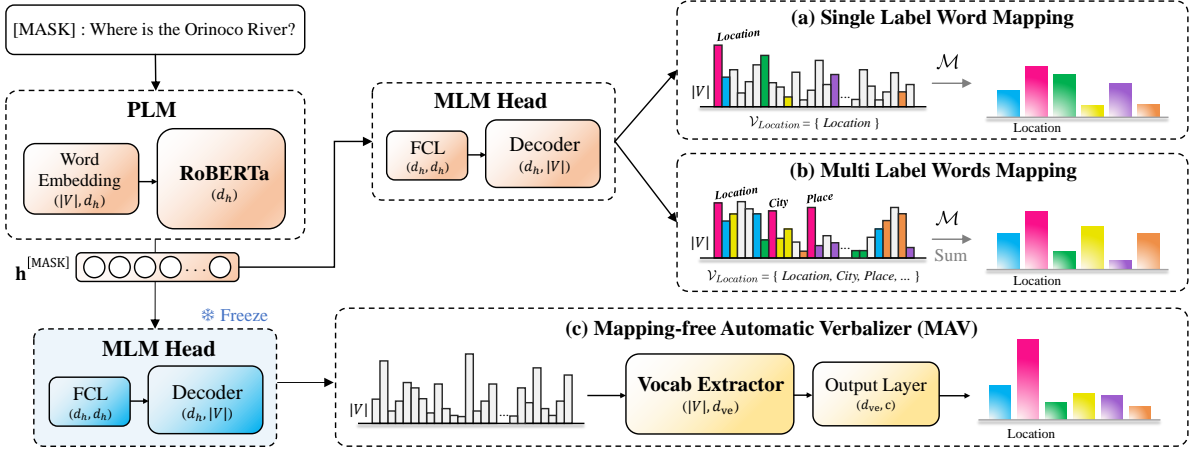 [MASK] : Where is the Orinoco River?
PLM
Word
Embedding
(|V|, d_h)
RoBERTa
(d_h)
h^[MASK]
MLM Head
FCL
(d_h, d_h)
Decoder
(d_h, |V|)
(a) Single Label Word Mapping
Location
|V|
...
M
V_Location = { Location }
Location
(b) Multi Label Words Mapping
Location
City
Place
|V|
...
M
Sum
V_Location = { Location, City, Place, ... }
Location
Freeze
MLM Head
FCL
(d_h, d_h)
Decoder
(d_h, |V|)
(c) Mapping-free Automatic Verbalizer (MAV)
|V|
...
Vocab Extractor
(|V|, d_ve)
Output Layer
(d_ve, c)
Location